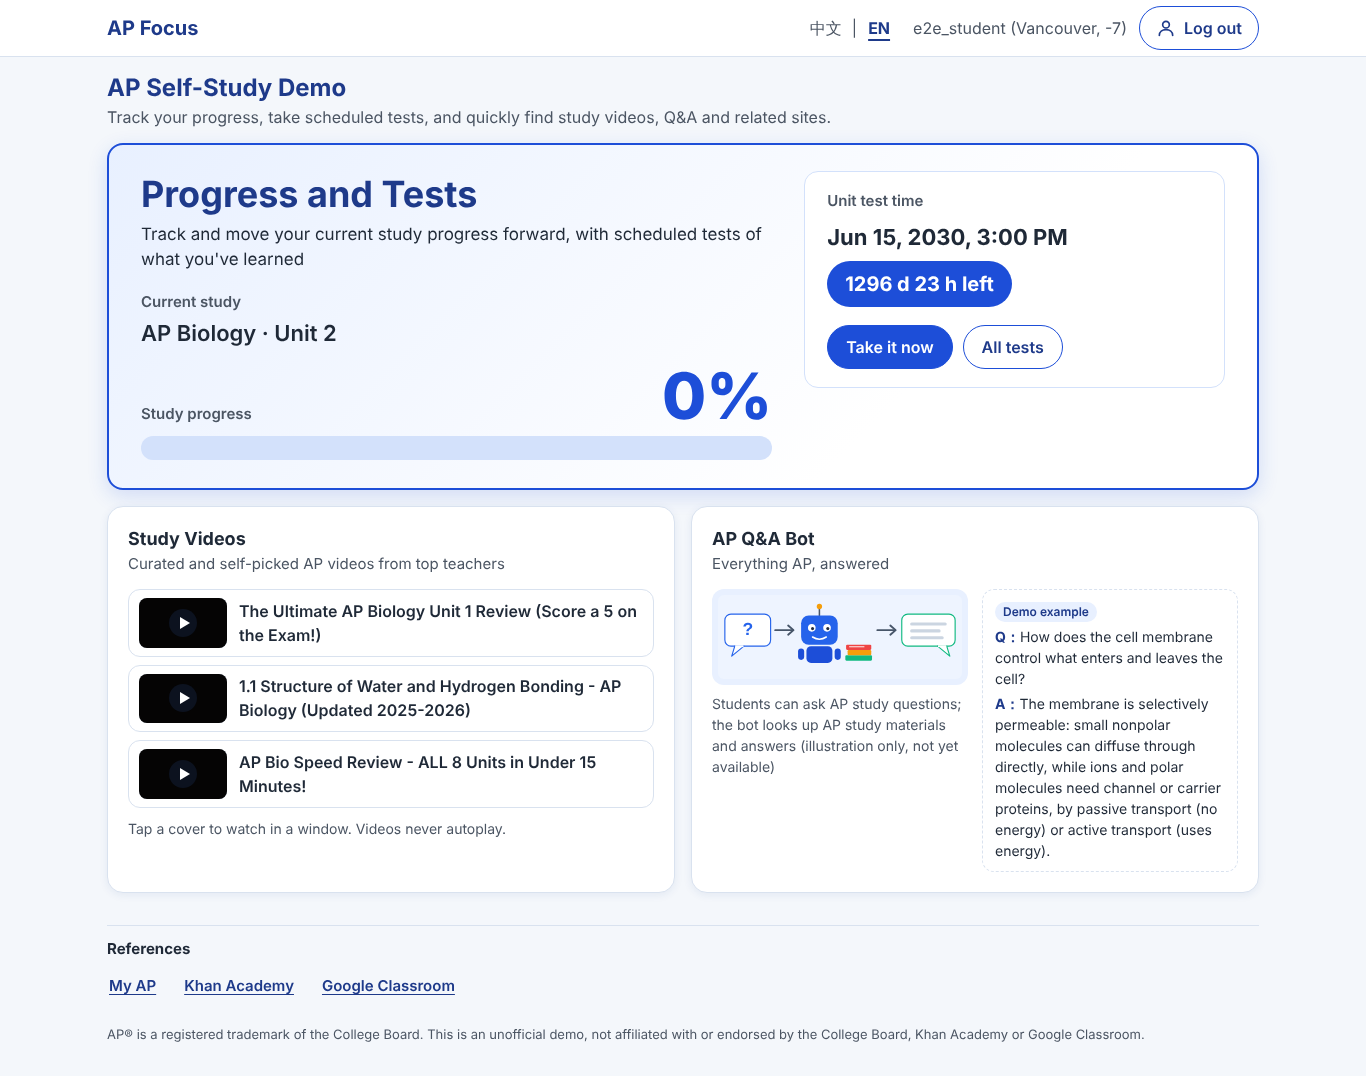 AP Focus
中文 | EN e2e_student (Vancouver, -7) Log out
AP Self-Study Demo
Track your progress, take scheduled tests, and quickly find study videos, Q&A and related sites.
Progress and Tests
Track and move your current study progress forward, with scheduled tests of
what you've learned
Current study
AP Biology · Unit 2
Study progress
0%
Unit test time
Jun 15, 2030, 3:00 PM
1296 d 23 h left
Take it now
All tests
Study Videos
Curated and self-picked AP videos from top teachers
The Ultimate AP Biology Unit 1 Review (Score a 5 on
the Exam!)
1.1 Structure of Water and Hydrogen Bonding - AP
Biology (Updated 2025-2026)
AP Bio Speed Review - ALL 8 Units in Under 15
Minutes!
Tap a cover to watch in a window. Videos never autoplay.
AP Q&A Bot
Everything AP, answered
?
Students can ask AP study questions;
the bot looks up AP study materials
and answers (illustration only, not yet
available)
Demo example
Q：How does the cell membrane
control what enters and leaves the
cell?
A：The membrane is selectively
permeable: small nonpolar
molecules can diffuse through
directly, while ions and polar
molecules need channel or carrier
proteins, by passive transport (no
energy) or active transport (uses
energy).
References
My AP Khan Academy Google Classroom
AP® is a registered trademark of the College Board. This is an unofficial demo, not affiliated with or endorsed by the College Board, Khan Academy or Google Classroom.